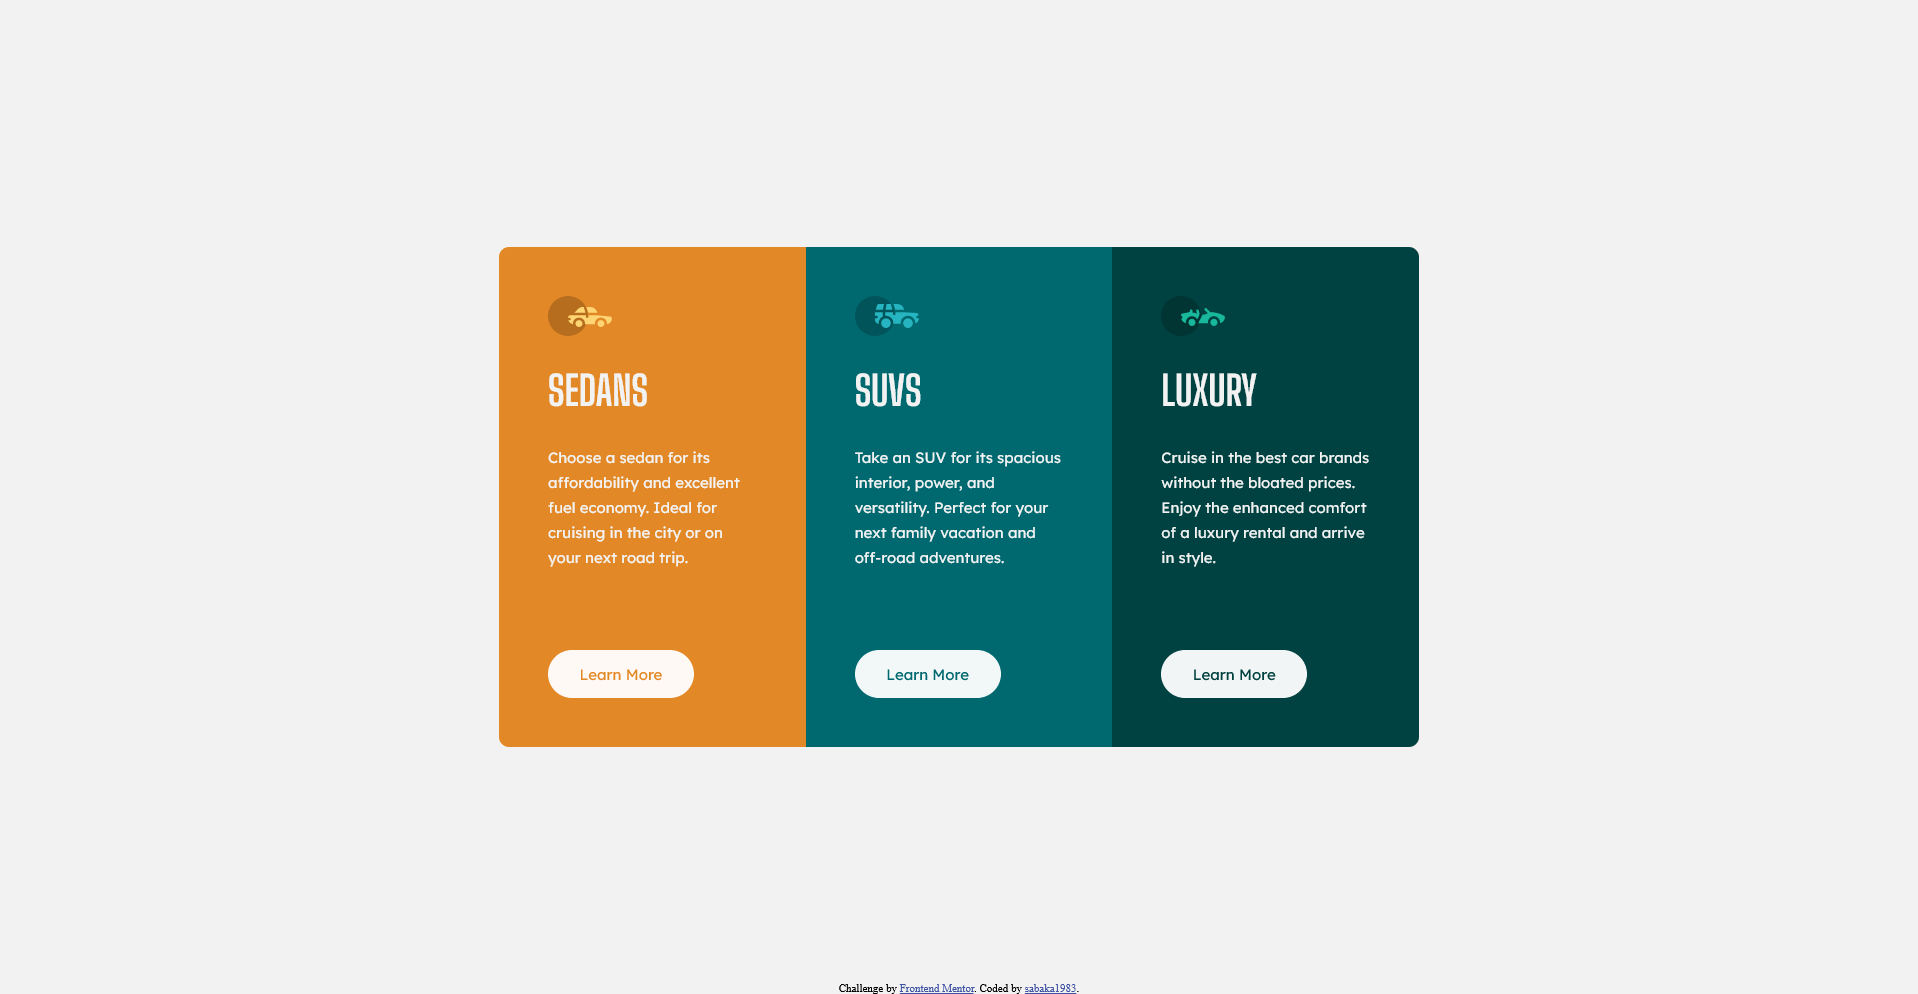 SEDANS
Choose a sedan for its
affordability and excellent
fuel economy. Ideal for
cruising in the city or on
your next road trip.
Learn More
SUVS
Take an SUV for its spacious
interior, power, and
versatility. Perfect for your
next family vacation and
off-road adventures.
Learn More
LUXURY
Cruise in the best car brands
without the bloated prices.
Enjoy the enhanced comfort
of a luxury rental and arrive
in style.
Learn More
Challenge by Frontend Mentor. Coded by sabaka1983.